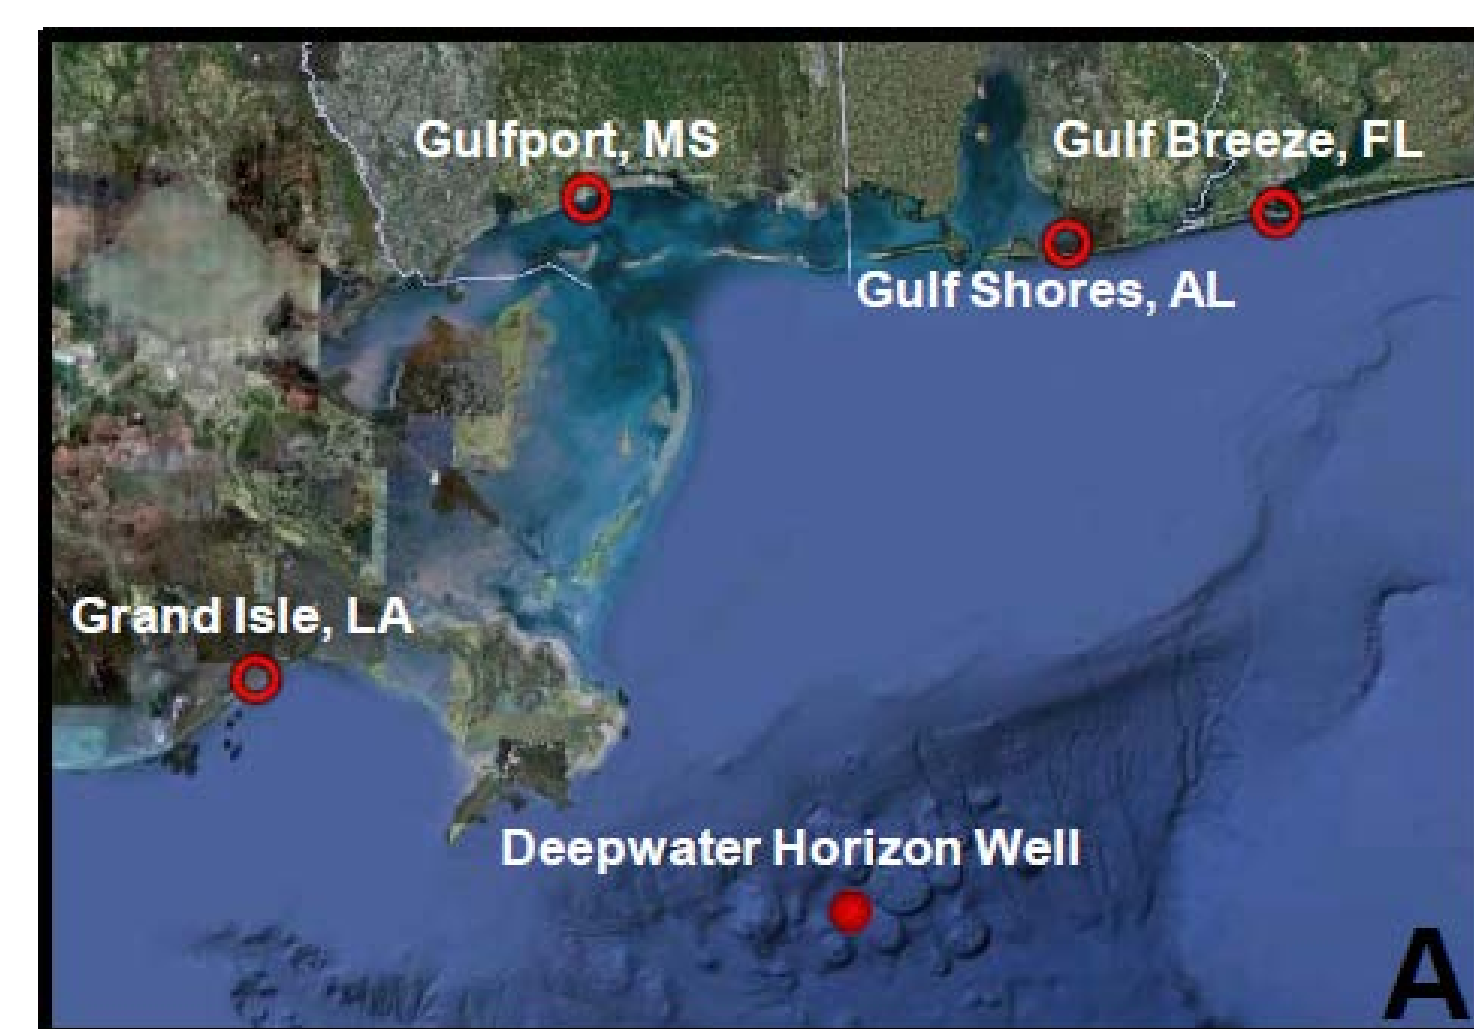 Gulfport, MS
Gulf Breeze, FL
Gulf Shores, AL
Grand Isle, LA
Deepwater Horizon Well
A